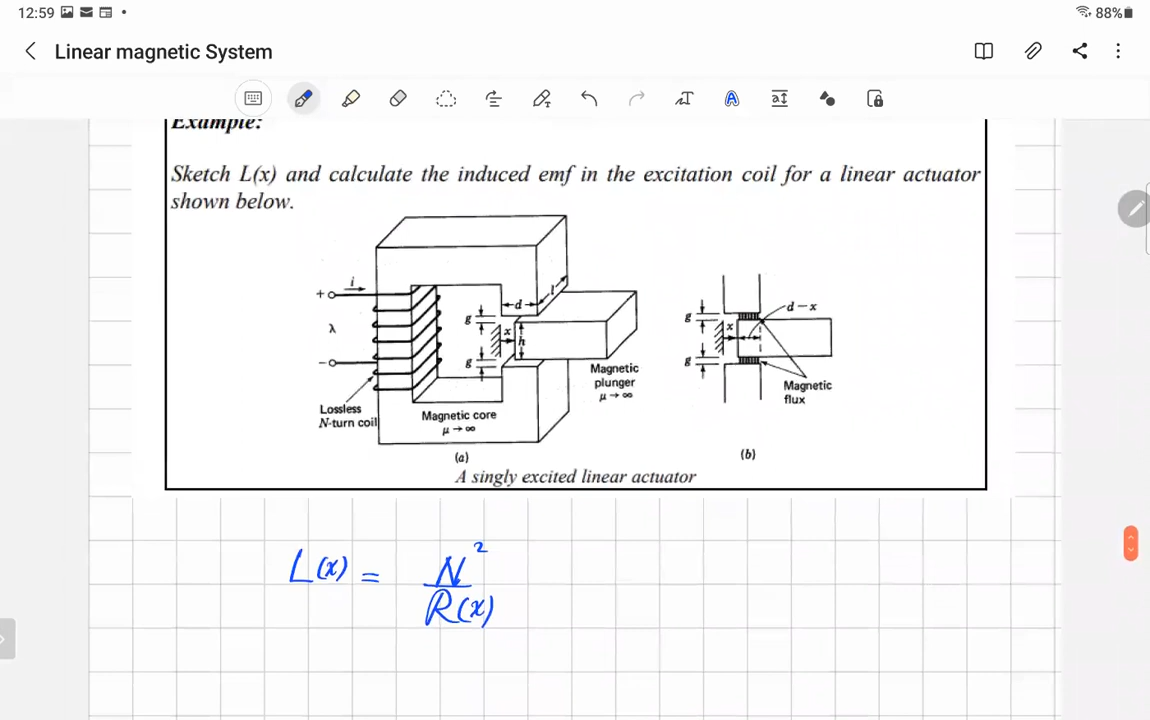 12:59
88%
Linear magnetic System
Example:
Sketch L(x) and calculate the induced emf in the excitation coil for a linear actuator
shown below.
i
+
λ
−
g
x
g
d
l
h
Lossless
N-turn coil
Magnetic core
μ → ∞
Magnetic
plunger
μ → ∞
(a)
g
x
g
d − x
Magnetic
flux
(b)
A singly excited linear actuator
L(x) = N²
R(x)